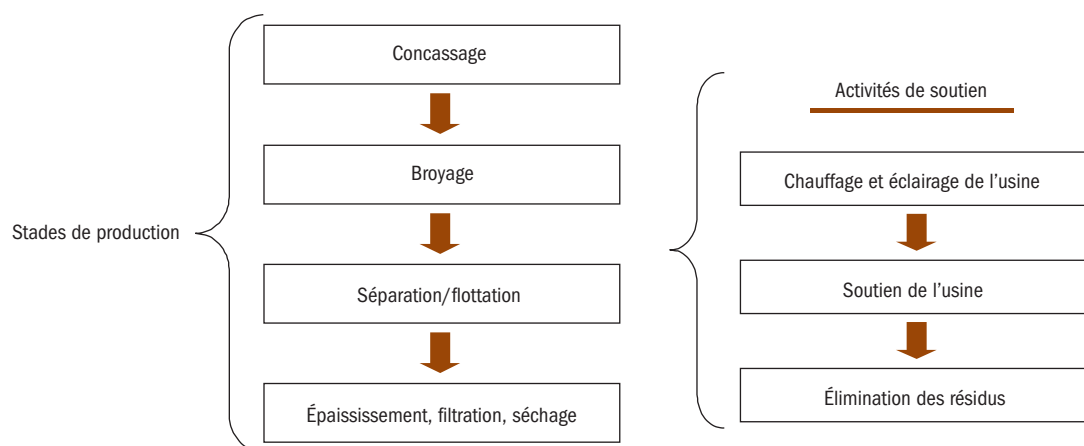 Stades de production
Concassage
Broyage
Séparation/flottation
Épaississement, filtration, séchage
Activités de soutien
Chauffage et éclairage de l'usine
Soutien de l'usine
Élimination des résidus